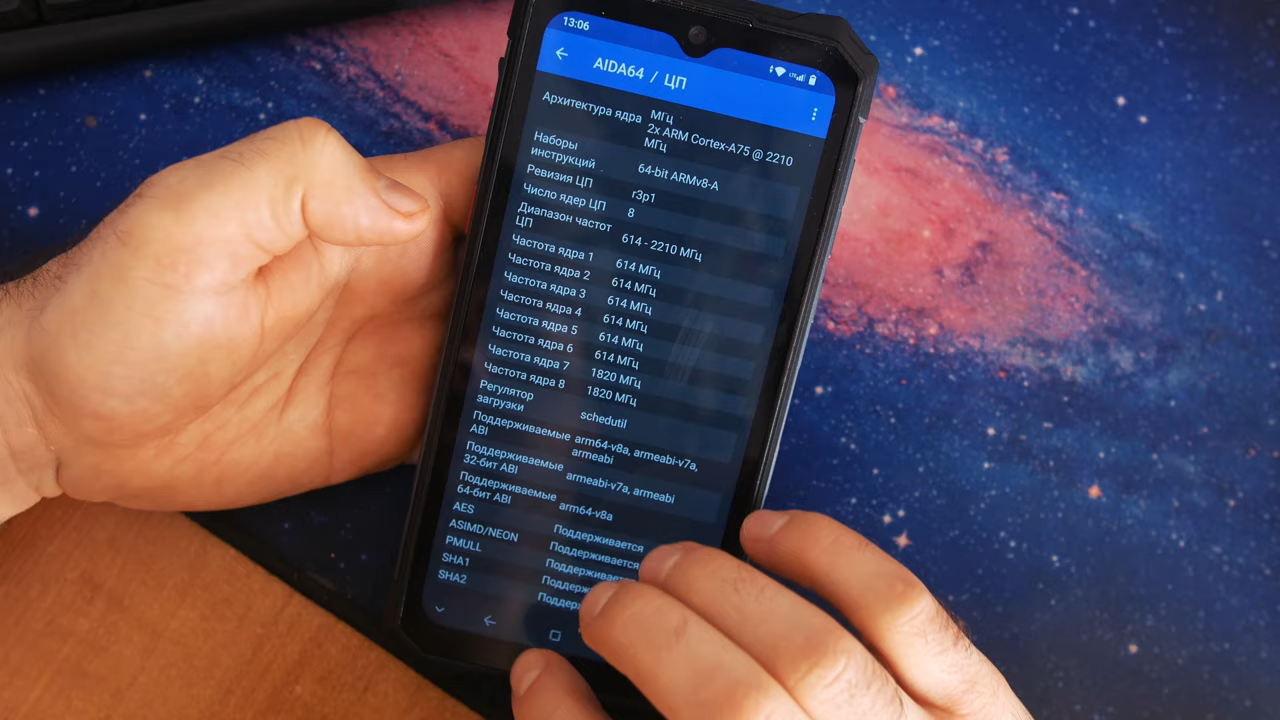 13:06
LTE
AIDA64 / ЦП
Архитектура ядра МГц
2x ARM Cortex-A75 @ 2210
МГц
Наборы
инструкций 64-bit ARMv8-A
Ревизия ЦП r3p1
Число ядер ЦП 8
Диапазон частот
ЦП 614 - 2210 МГц
Частота ядра 1 614 МГц
Частота ядра 2 614 МГц
Частота ядра 3 614 МГц
Частота ядра 4 614 МГц
Частота ядра 5 614 МГц
Частота ядра 6 614 МГц
Частота ядра 7 1820 МГц
Частота ядра 8 1820 МГц
Регулятор
загрузки schedutil
Поддерживаемые arm64-v8a, armeabi-v7a,
ABI armeabi
Поддерживаемые
32-бит ABI armeabi-v7a, armeabi
Поддерживаемые
64-бит ABI arm64-v8a
AES Поддерживается
ASIMD/NEON Поддерживается
PMULL Поддерживается
SHA1 Поддерж
SHA2 Поддер